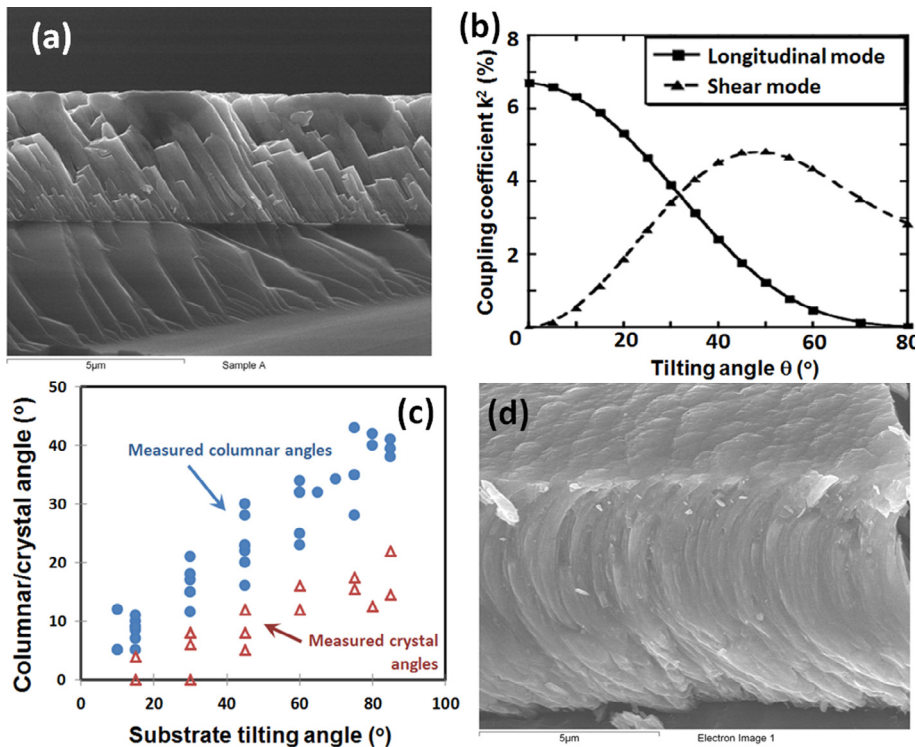 (a)
5µm
Sample A
(b)
8
6
4
2
0
0
20
40
60
80
Coupling coefficient K² (%)
Longitudinal mode
Shear mode
Tilting angle θ (°)
(c)
50
40
30
20
10
0
0
20
40
60
80
100
Columnar/crystal angle (°)
Measured columnar angles
Measured crystal
angles
Substrate tilting angle (°)
(d)
5µm
Electron Image 1